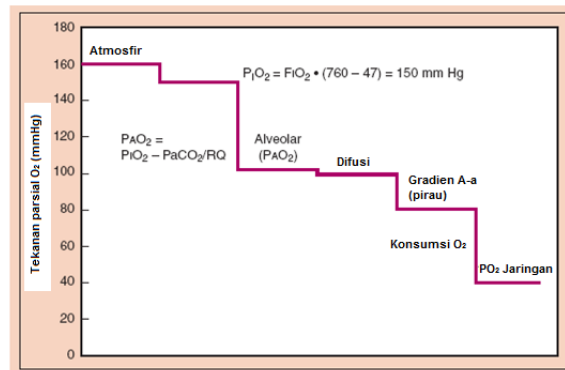 180
Atmosfir
160
PIO2 = FIO2 • (760 – 47) = 150 mm Hg
140
Tekanan parsial O2 (mmHg)
120
PAO2 =
PIO2 – PaCO2/RQ
Alveolar
(PAO2)
Difusi
100
Gradien A-a
(pirau)
80
60
Konsumsi O2
PO2 Jaringan
40
20
0